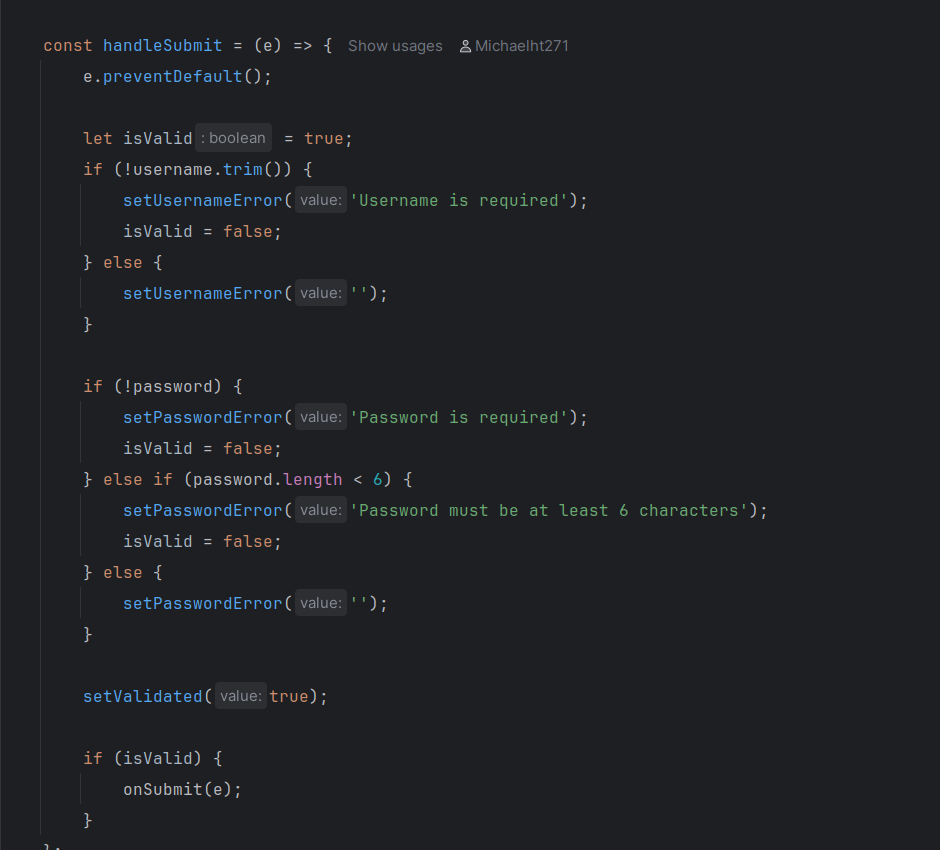 const handleSubmit = (e) => { Show usages Michaelht271
    e.preventDefault();

    let isValid : boolean = true;
    if (!username.trim()) {
        setUsernameError( value: 'Username is required');
        isValid = false;
    } else {
        setUsernameError( value: '');
    }

    if (!password) {
        setPasswordError( value: 'Password is required');
        isValid = false;
    } else if (password.length < 6) {
        setPasswordError( value: 'Password must be at least 6 characters');
        isValid = false;
    } else {
        setPasswordError( value: '');
    }

    setValidated( value: true);

    if (isValid) {
        onSubmit(e);
    }
};